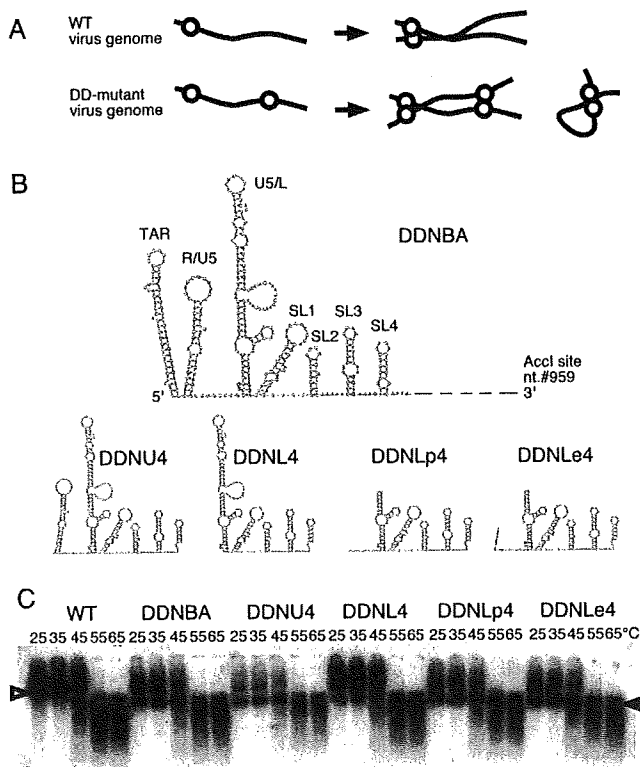 A
WT
virus genome
DD-mutant
virus genome
B
U5/L
DDNBA
TAR
R/U5
SL1
SL2
SL3
SL4
AccI site
nt.#959
5'
3'
DDNU4
DDNL4
DDNLp4
DDNLe4
C
WT DDNBA DDNU4 DDNL4 DDNLp4 DDNLe4
25 35 45 55 65 25 35 45 55 65 25 35 45 55 65 25 35 45 55 65 25 35 45 55 65 25 35 45 55 65°C